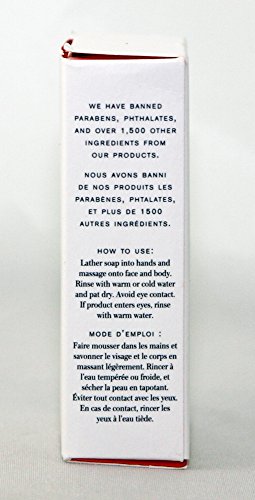 WE HAVE BANNED
PARABENS, PHTHALATES,
AND OVER 1,500 OTHER
INGREDIENTS FROM
OUR PRODUCTS.
NOUS AVONS BANNI
DE NOS PRODUITS LES
PARABÈNES, PHTALATES,
ET PLUS DE 1500
AUTRES INGRÉDIENTS.
HOW TO USE:
Lather soap into hands and
massage onto face and body.
Rinse with warm or cold water
and pat dry. Avoid eye contact.
If product enters eyes, rinse
with warm water.
MODE D'EMPLOI :
Faire mousser dans les mains et
savonner le visage et le corps en
massant légèrement. Rincer à
l'eau tempérée ou froide, et
sécher la peau en tapotant.
Éviter tout contact avec les yeux.
En cas de contact, rincer les
yeux à l'eau tiède.